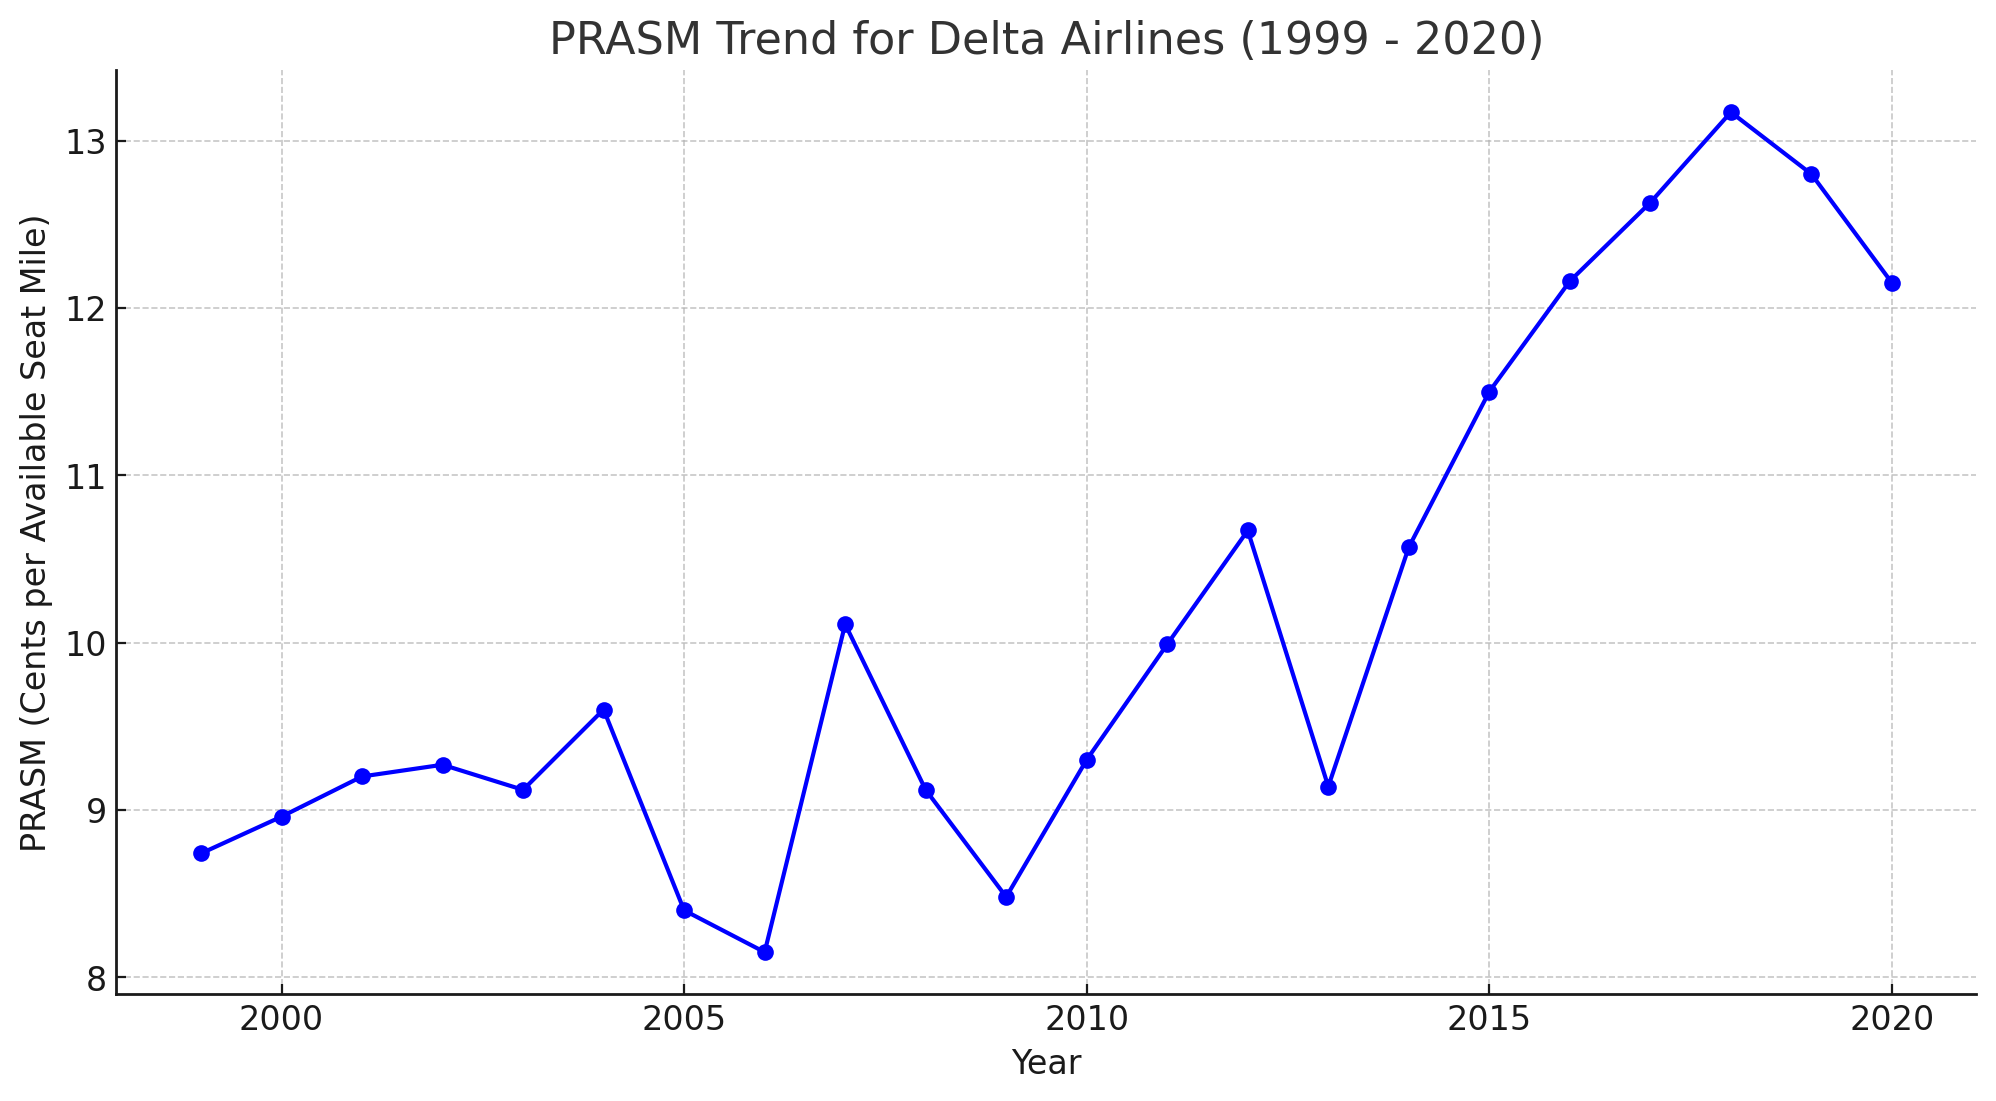 PRASM Trend for Delta Airlines (1999 - 2020)
PRASM (Cents per Available Seat Mile)
13
12
11
10
9
8
2000 2005 2010 2015 2020
Year